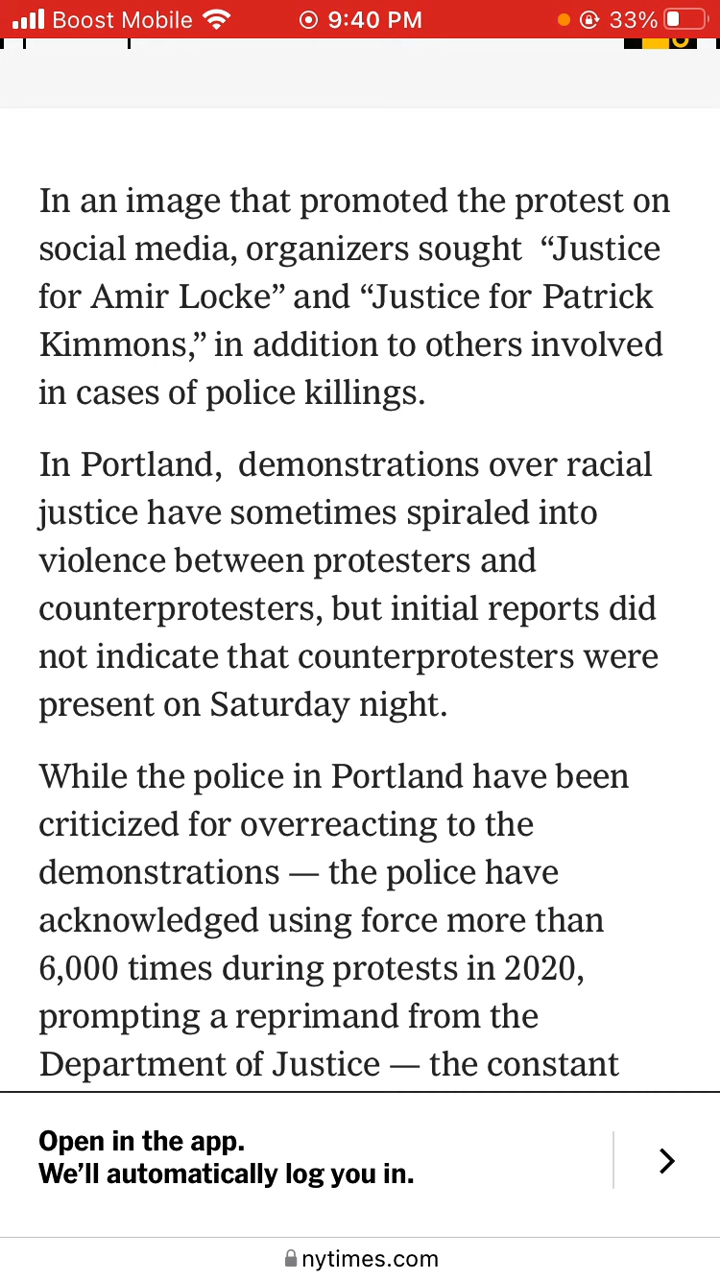 Boost Mobile 9:40 PM 33%
In an image that promoted the protest on
social media, organizers sought “Justice
for Amir Locke” and “Justice for Patrick
Kimmons,” in addition to others involved
in cases of police killings.
In Portland, demonstrations over racial
justice have sometimes spiraled into
violence between protesters and
counterprotesters, but initial reports did
not indicate that counterprotesters were
present on Saturday night.
While the police in Portland have been
criticized for overreacting to the
demonstrations — the police have
acknowledged using force more than
6,000 times during protests in 2020,
prompting a reprimand from the
Department of Justice — the constant
Open in the app.
We’ll automatically log you in.
nytimes.com